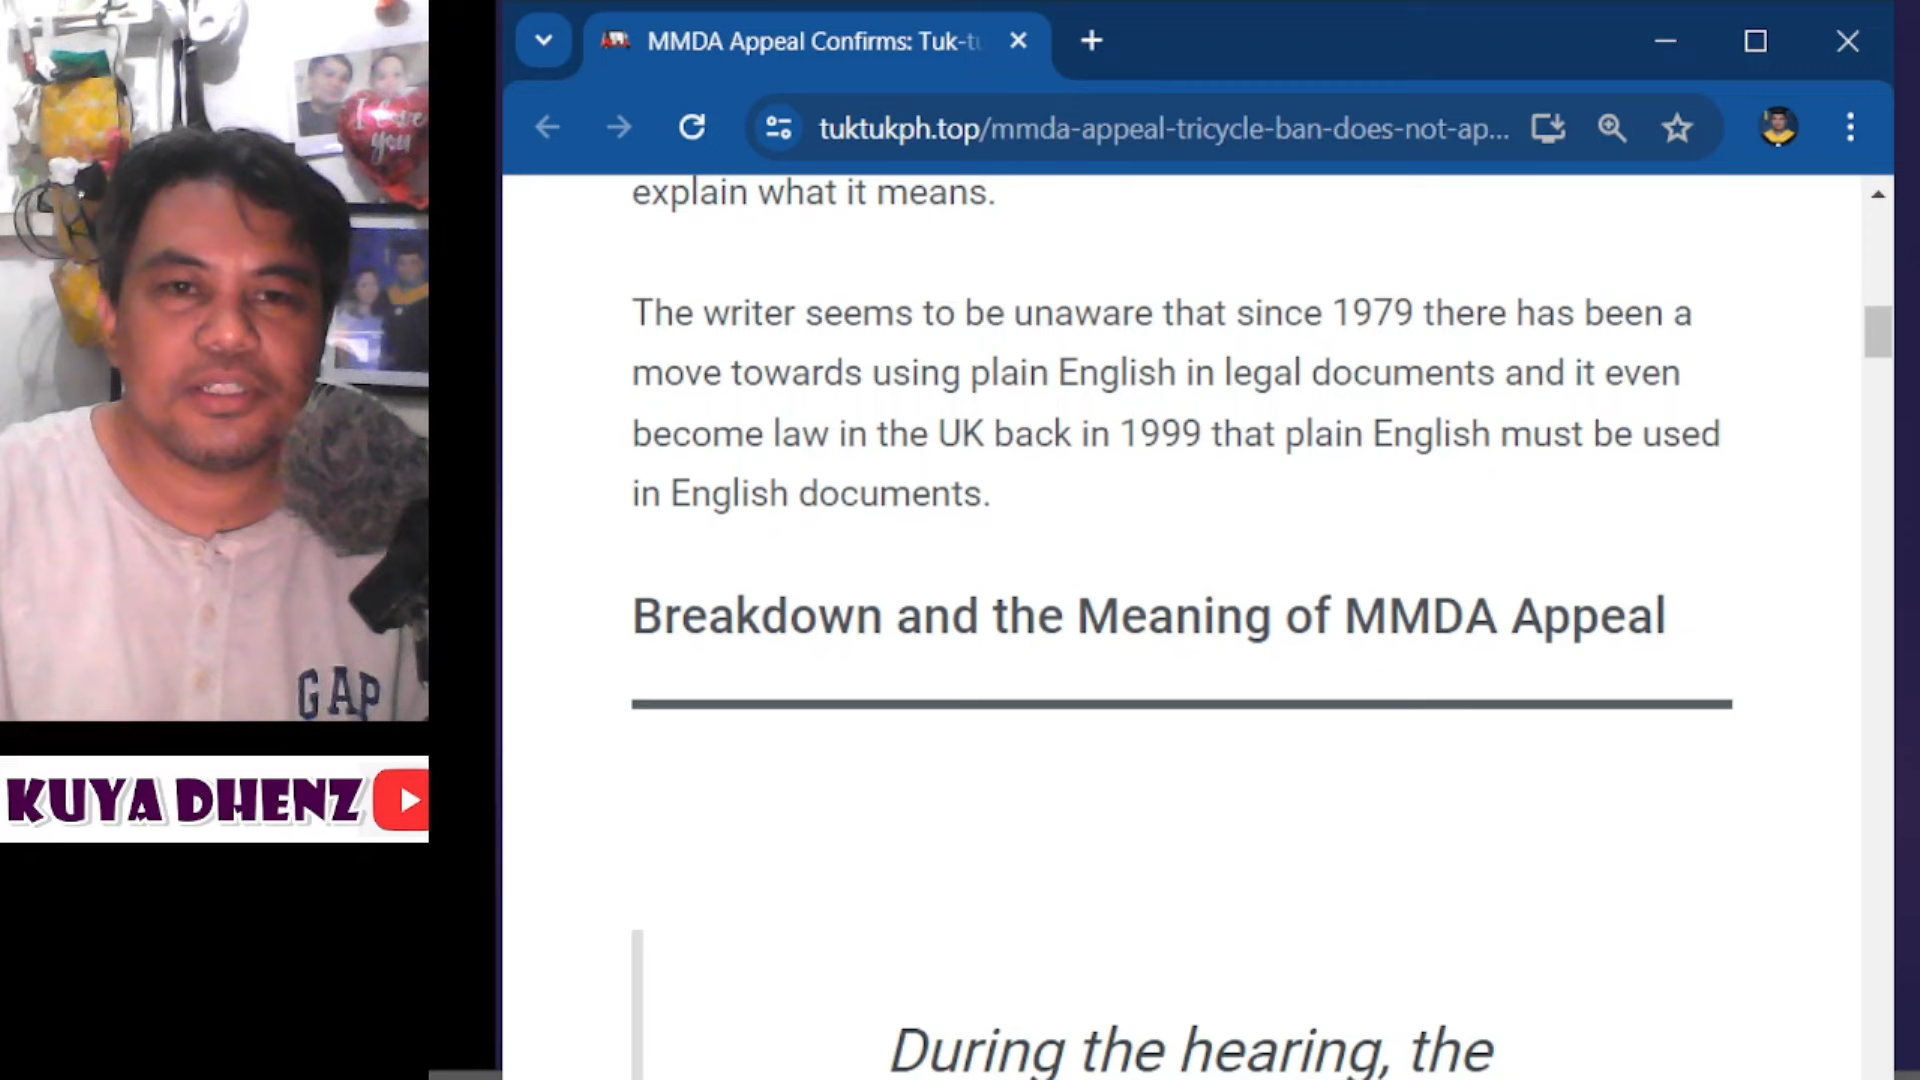 I Love
you
GAP
KUYA DHENZ
MMDA Appeal Confirms: Tuk-tu
tuktukph.top/mmda-appeal-tricycle-ban-does-not-ap...
explain what it means.
The writer seems to be unaware that since 1979 there has been a
move towards using plain English in legal documents and it even
become law in the UK back in 1999 that plain English must be used
in English documents.
Breakdown and the Meaning of MMDA Appeal
During the hearing, the